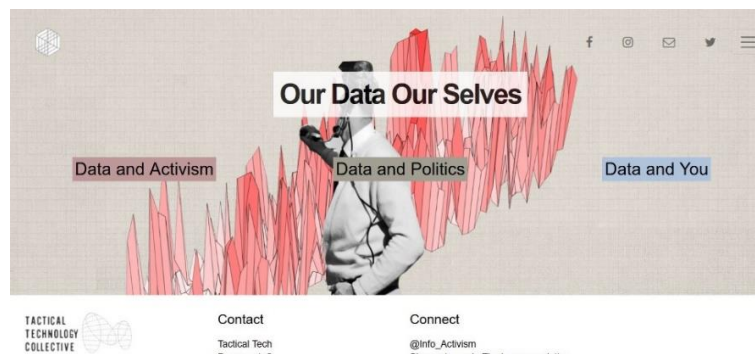 Our Data Our Selves
Data and Activism
Data and Politics
Data and You
TACTICAL
TECHNOLOGY
COLLECTIVE
Contact
Connect
Tactical Tech
@Info_Activism